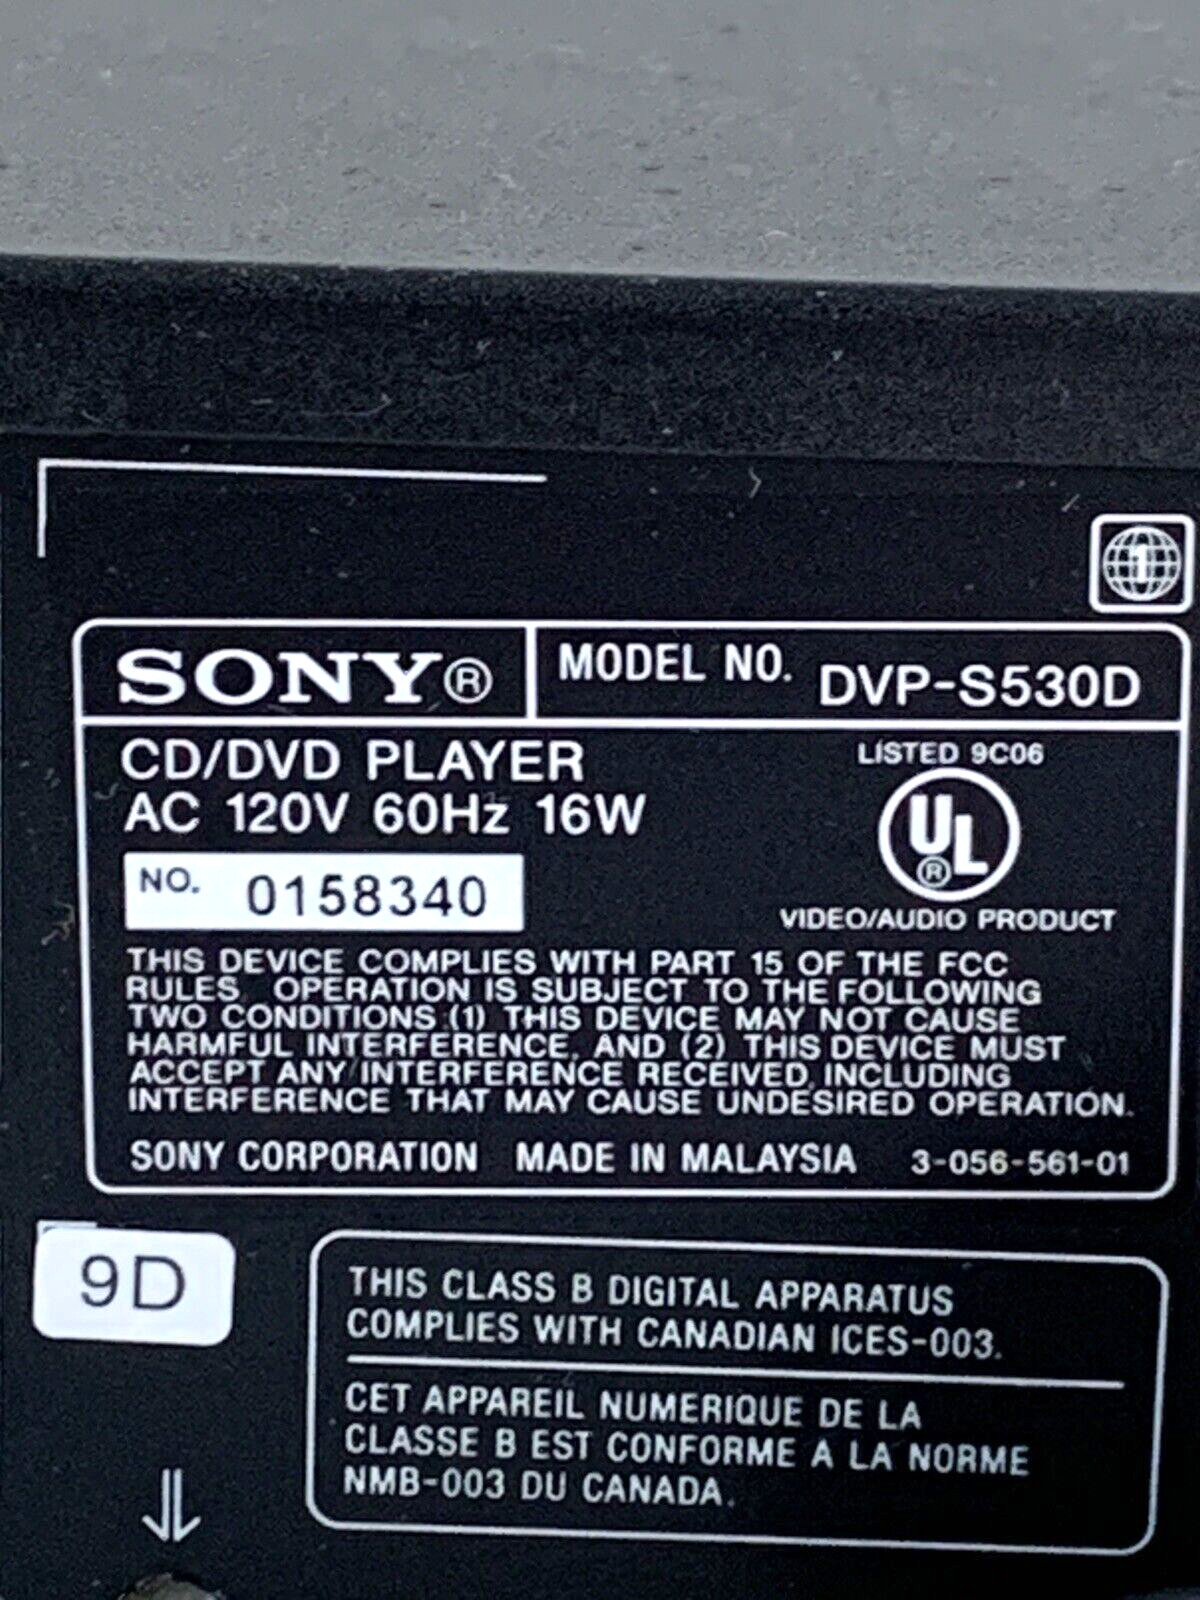 1
SONY® MODEL NO. DVP-S530D
CD/DVD PLAYER
LISTED 9C06
AC 120V 60Hz 16W
UL®
NO. 0158340
VIDEO/AUDIO PRODUCT
THIS DEVICE COMPLIES WITH PART 15 OF THE FCC
RULES OPERATION IS SUBJECT TO THE FOLLOWING
TWO CONDITIONS (1) THIS DEVICE MAY NOT CAUSE
HARMFUL INTERFERENCE, AND (2) THIS DEVICE MUST
ACCEPT ANY INTERFERENCE RECEIVED, INCLUDING
INTERFERENCE THAT MAY CAUSE UNDESIRED OPERATION.
SONY CORPORATION MADE IN MALAYSIA 3-056-561-01
9D
THIS CLASS B DIGITAL APPARATUS
COMPLIES WITH CANADIAN ICES-003.
CET APPAREIL NUMERIQUE DE LA
CLASSE B EST CONFORME A LA NORME
NMB-003 DU CANADA.